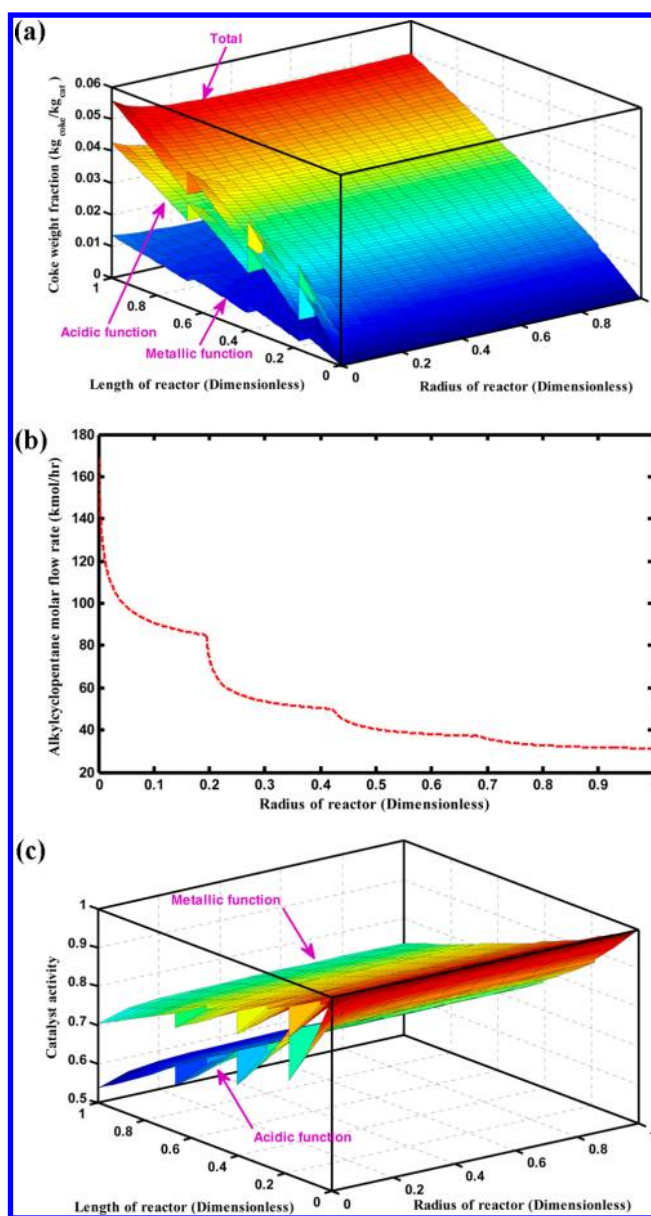 (a)
Total
Coke weight fraction (kg coke/kg cat)
0.06
0.05
0.04
0.03
0.02
0.01
0
Acidic function
Metallic function
1
0.8
0.6
0.4
0.2
0
Length of reactor (Dimensionless)
0
0.2
0.4
0.6
0.8
Radius of reactor (Dimensionless)
(b)
Alkylcyclopentane molar flow rate (kmol/hr)
180
160
140
120
100
80
60
40
20
0 0.1 0.2 0.3 0.4 0.5 0.6 0.7 0.8 0.9
Radius of reactor (Dimensionless)
(c)
Metallic function
Catalyst activity
1
0.9
0.8
0.7
0.6
0.5
Acidic function
1
0.8
0.6
0.4
0.2
0
Length of reactor (Dimensionless)
0
0.2
0.4
0.6
0.8
Radius of reactor (Dimensionless)